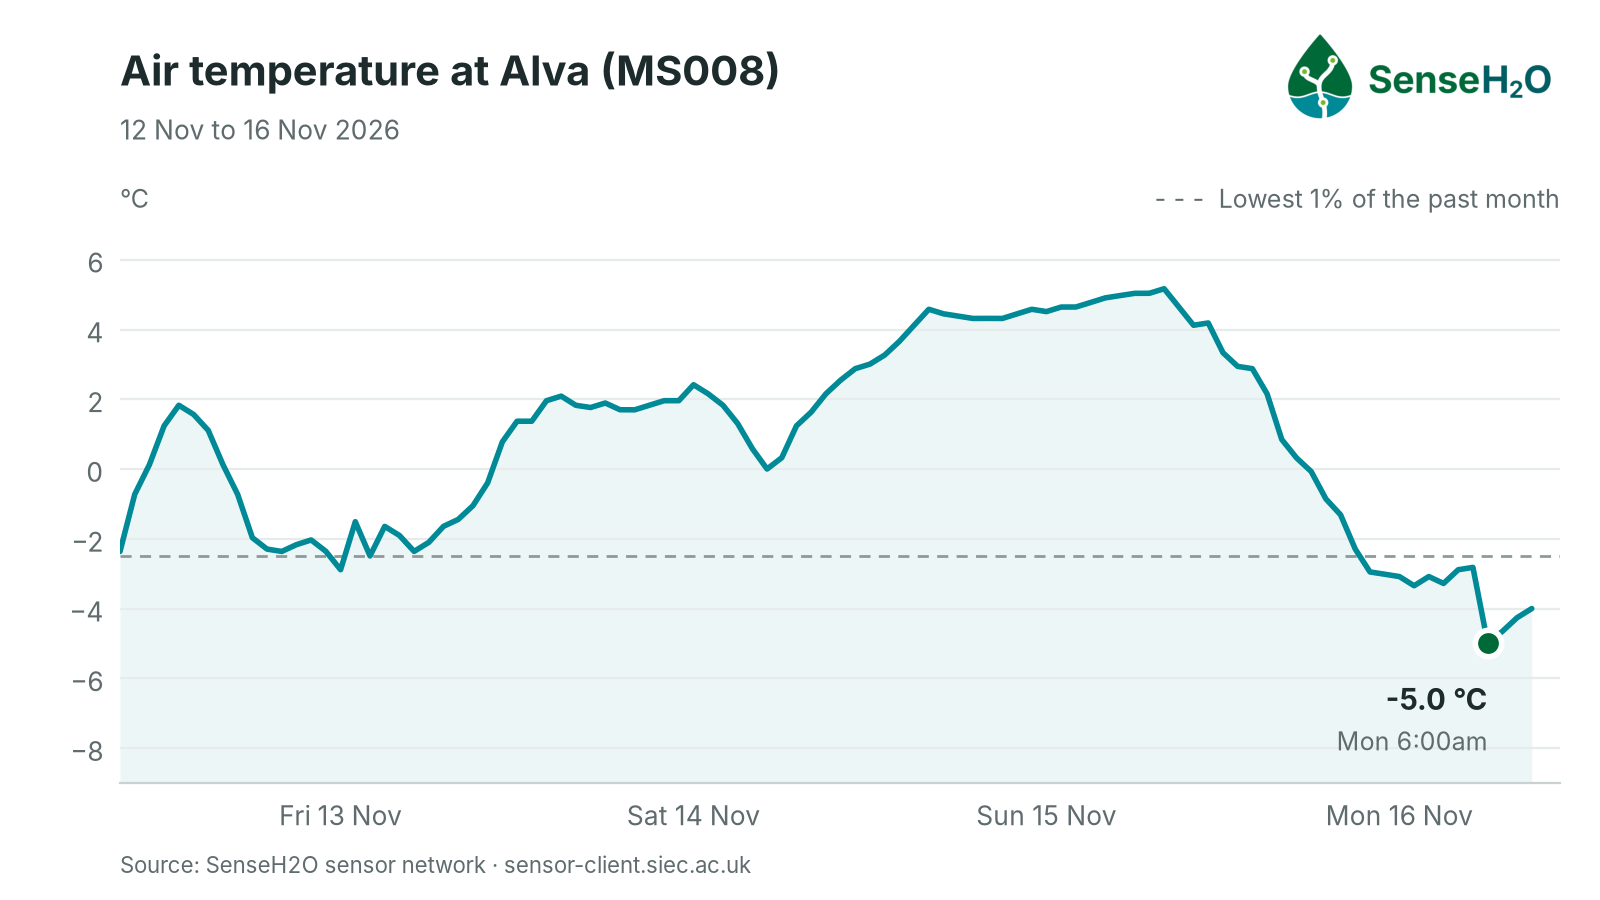 Air temperature at Alva (MS008)
SenseH₂O
12 Nov to 16 Nov 2026
°C
--- Lowest 1% of the past month
6
4
2
0
−2
−4
−6
−8
-5.0 °C
Mon 6:00am
Fri 13 Nov
Sat 14 Nov
Sun 15 Nov
Mon 16 Nov
Source: SenseH2O sensor network · sensor-client.siec.ac.uk